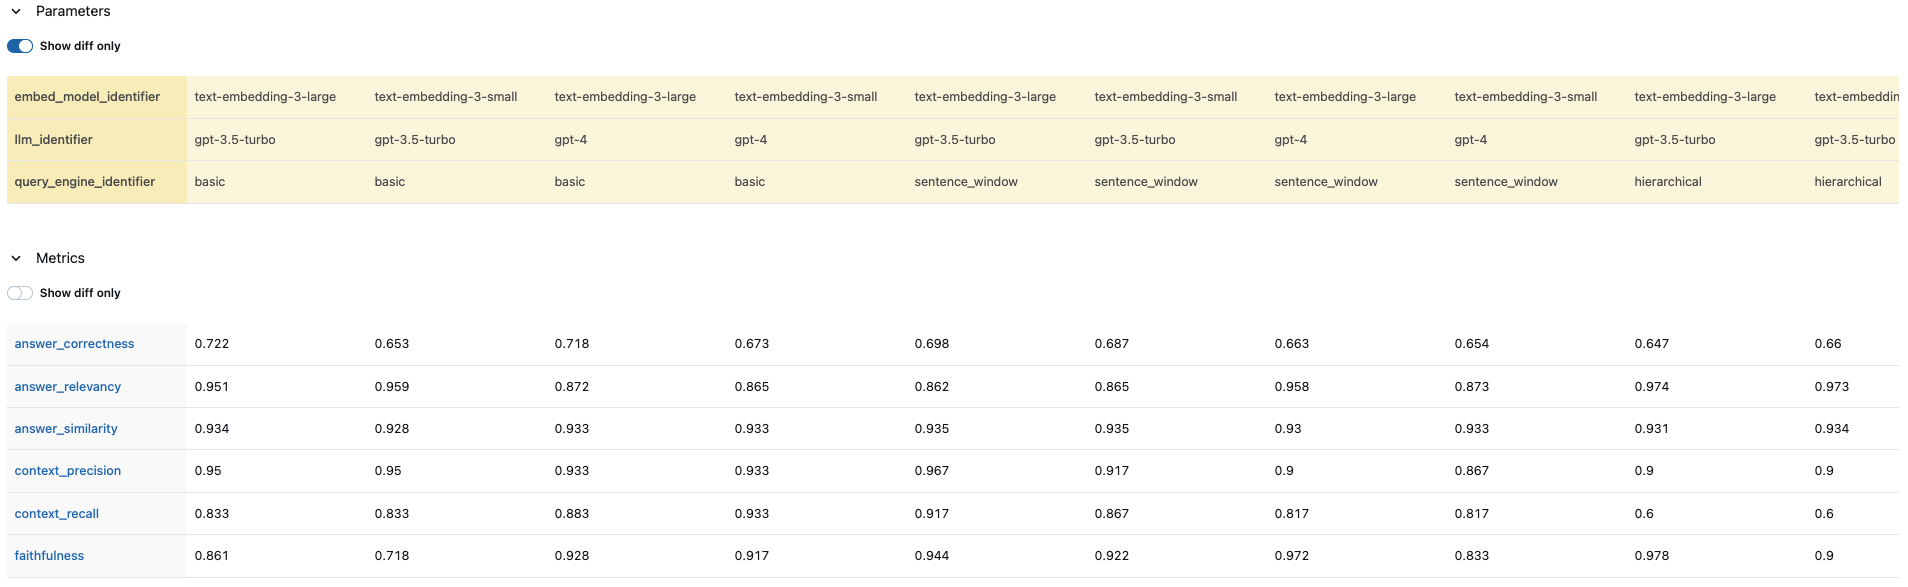 Parameters
Show diff only
embed_model_identifier text-embedding-3-large text-embedding-3-small text-embedding-3-large text-embedding-3-small text-embedding-3-large text-embedding-3-small text-embedding-3-large text-embedding-3-small text-embedding-3-large text-embeddin
llm_identifier gpt-3.5-turbo gpt-3.5-turbo gpt-4 gpt-4 gpt-3.5-turbo gpt-3.5-turbo gpt-4 gpt-4 gpt-3.5-turbo gpt-3.5-turbo
query_engine_identifier basic basic basic basic sentence_window sentence_window sentence_window sentence_window hierarchical hierarchical
Metrics
Show diff only
answer_correctness 0.722 0.653 0.718 0.673 0.698 0.687 0.663 0.654 0.647 0.66
answer_relevancy 0.951 0.959 0.872 0.865 0.862 0.865 0.958 0.873 0.974 0.973
answer_similarity 0.934 0.928 0.933 0.933 0.935 0.935 0.93 0.933 0.931 0.934
context_precision 0.95 0.95 0.933 0.933 0.967 0.917 0.9 0.867 0.9 0.9
context_recall 0.833 0.833 0.883 0.933 0.917 0.867 0.817 0.817 0.6 0.6
faithfulness 0.861 0.718 0.928 0.917 0.944 0.922 0.972 0.833 0.978 0.9